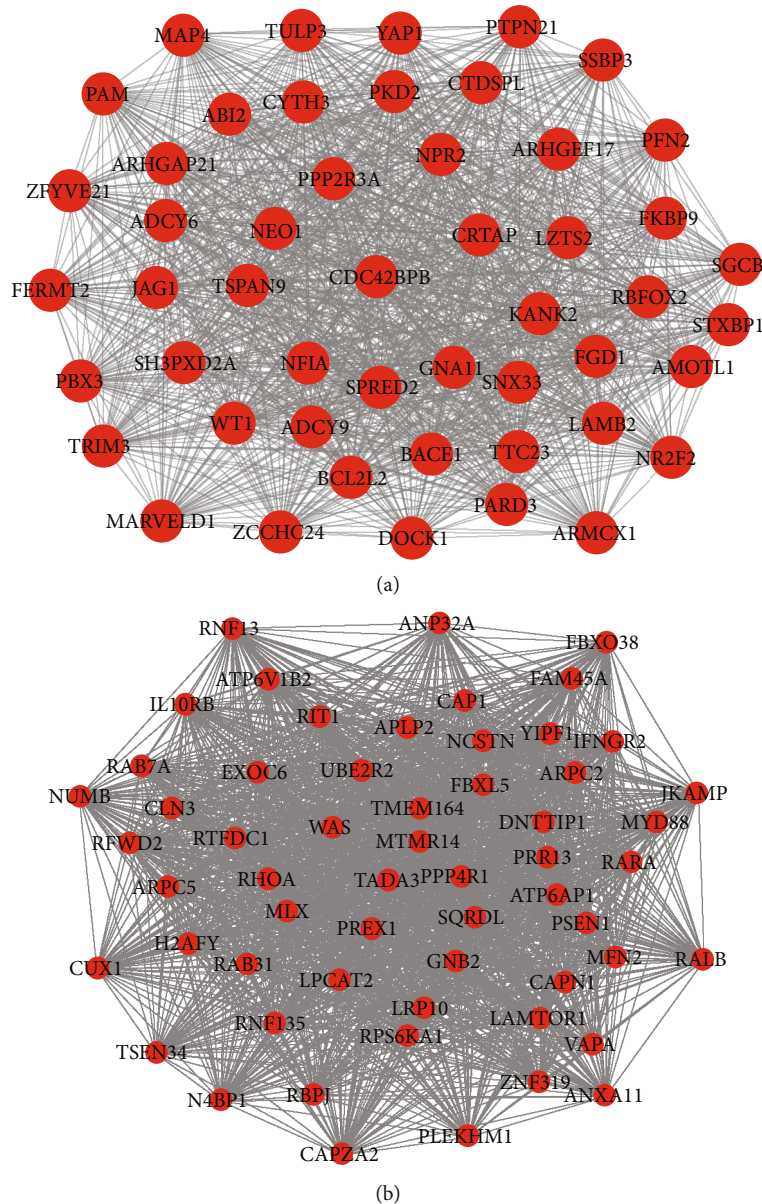 MAP4
TULP3
YAP1
PTPN21
SSBP3
PAM
ABI2
CYTH3
PKD2
CTDSPL
ARHGAP21
PPP2R3A
NPR2
ARHGEF17
PFN2
ZFYVE21
ADCY6
NEO1
CRTAP
LZTS2
FKBP9
FERMT2
JAG1
TSPAN9
CDC42BPB
KANK2
RBFOX2
SGCB
STXBP1
PBX3
SH3PXD2A
NFIA
SPRED2
GNA11
SNX33
FGD1
AMOTL1
TRIM3
WT1
ADCY9
BCL2L2
BACE1
TTC23
LAMB2
NR2F2
MARVELD1
ZCCHC24
DOCK1
PARD3
ARMCX1
(a)
RNF13
ANP32A
FBXO38
ATP6V1B2
FAM45A
IL10RB
RIT1
APLP2
CAP1
NCSTN
YIPF1
IFNGR2
RAB7A
EXOC6
UBE2R2
FBXL5
ARPC2
NUMB
CLN3
TMEM164
JKAMP
RFWD2
RTFDC1
WAS
MTMR14
DNTTIP1
MYD88
ARPC5
RHOA
TADA3
PPP4R1
PRR13
RARA
MLX
PREX1
SQRDL
ATP6AP1
PSEN1
CUX1
H2AFY
RAB31
LPCAT2
GNB2
CAPN1
MFN2
RALB
TSEN34
RNF135
LRP10
RPS6KA1
LAMTOR1
VAPA
N4BP1
RBPJ
ZNF319
ANXA11
CAPZA2
PLEKHM1
(b)